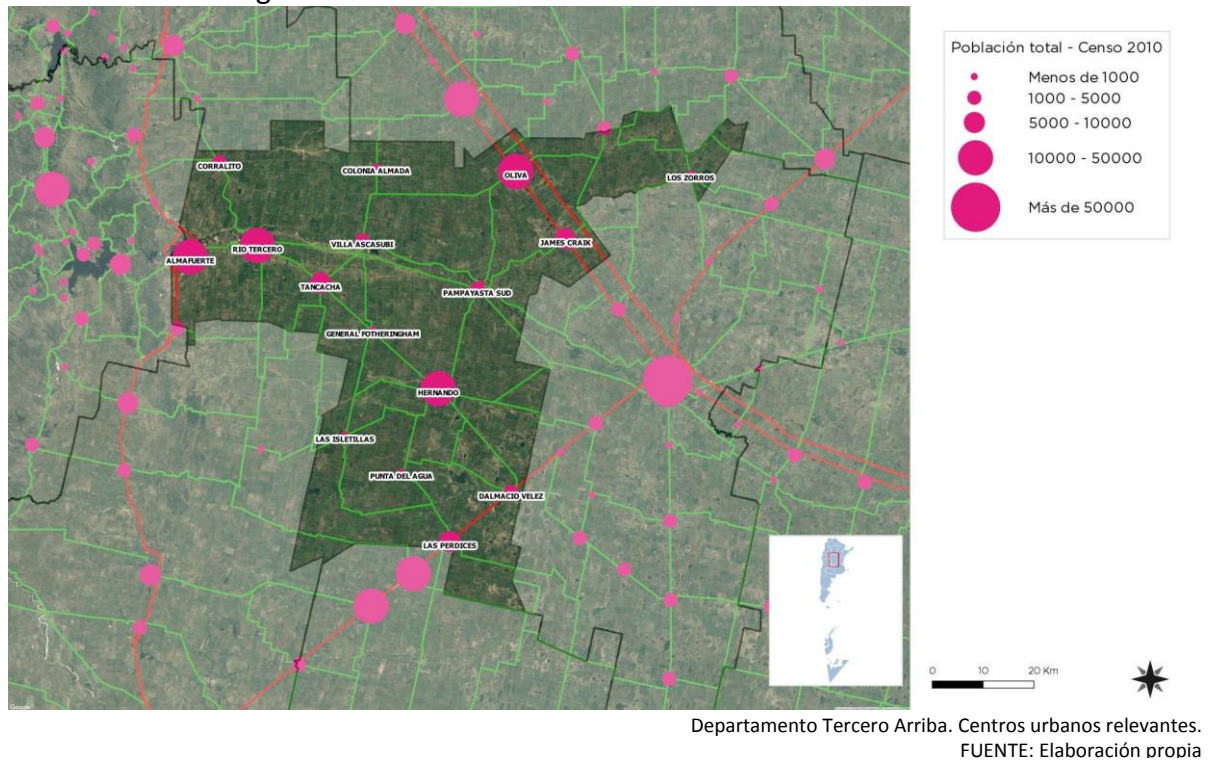 Población total - Censo 2010
Menos de 1000
1000 - 5000
5000 - 10000
10000 - 50000
Más de 50000
CORRALITO
COLONIA ALMADA
OLIVA
LOS ZORROS
ALMAFUERTE
RIO TERCERO
VILLA ASCASUBI
JAMES CRAIK
TANCACHA
PAMPAYASTA SUD
GENERAL FOTHERINGHAM
HERNANDO
LAS ISLETILLAS
PUNTA DEL AGUA
DALMACIO VELEZ
LAS PERDICES
Google
0 10 20 Km
Departamento Tercero Arriba. Centros urbanos relevantes.
FUENTE: Elaboración propia